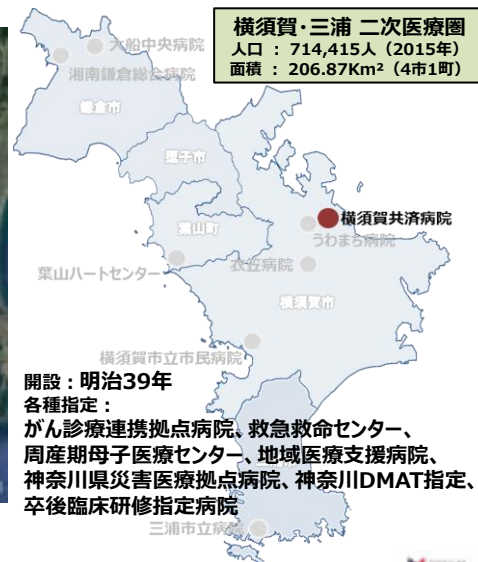 横須賀・三浦 二次医療圏
人口 : 714,415人（2015年）
面積 : 206.87Km²（4市1町）
大船中央病院
湘南鎌倉総合病院
鎌倉市
逗子市
葉山町
横須賀共済病院
うわまち病院
衣笠病院
葉山ハートセンター
横須賀市
横須賀市立市民病院
開設：明治39年
各種指定：
がん診療連携拠点病院、救急救命センター、
周産期母子医療センター、地域医療支援病院、
神奈川県災害医療拠点病院、神奈川DMAT指定、
卒後臨床研修指定病院
三浦市立病院